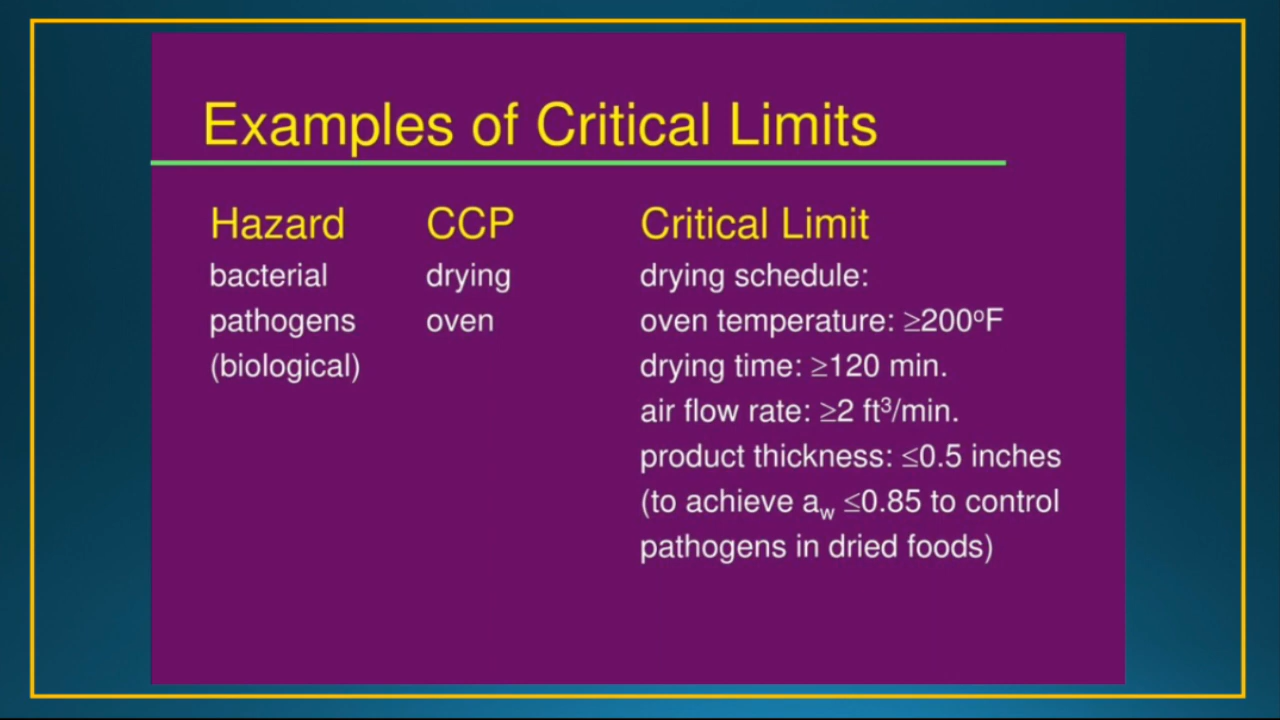 Examples of Critical Limits
Hazard CCP Critical Limit
bacterial drying drying schedule:
pathogens oven oven temperature: ≥200ºF
(biological) drying time: ≥120 min.
air flow rate: ≥2 ft³/min.
product thickness: ≤0.5 inches
(to achieve aw ≤0.85 to control
pathogens in dried foods)